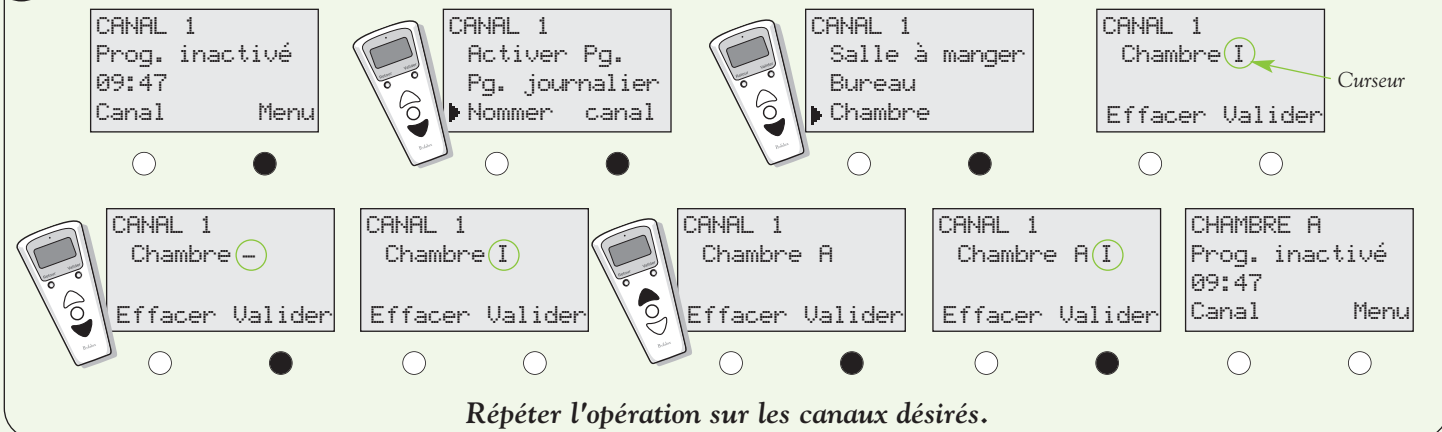 CANAL 1
Prog. inactivé
09:47
Canal Menu
CANAL 1
Activer Pg.
Pg. journalier
Nommer canal
CANAL 1
Salle à manger
Bureau
Chambre
CANAL 1
Chambre I
Effacer Valider
Curseur
CANAL 1
Chambre _
Effacer Valider
CANAL 1
Chambre I
Effacer Valider
CANAL 1
Chambre A
Effacer Valider
CANAL 1
Chambre A I
Effacer Valider
CHAMBRE A
Prog. inactivé
09:47
Canal Menu
Répéter l'opération sur les canaux désirés.